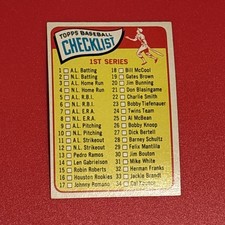 TOPPS BASEBALL
CHECKLIST
1ST SERIES
1 A.L. Batting
2 N.L. Batting
3 A.L. Home Run
4 N.L. Home Run
5 A.L. R.B.I.
6 N.L. R.B.I.
7 A.L. E.R.A.
8 N.L. E.R.A.
9 A.L. Pitching
10 N.L. Pitching
11 A.L. Strikeout
12 N.L. Strikeout
13 Pedro Ramos
14 Len Gabrielson
15 Robin Roberts
16 Houston Rookies
17 Johnny Romano
18 Bill McCool
19 Gates Brown
20 Jim Bunning
21 Don Blasingame
22 Charlie Smith
23 Bobby Tiefenauer
24 Twins Team
25 Al McBean
26 Bobby Knoop
27 Dick Bertell
28 Barney Schultz
29 Felix Mantilla
30 Jim Bouton
31 Mike White
32 Herman Franks
33 Jackie Brandt
34 Cal Koonce